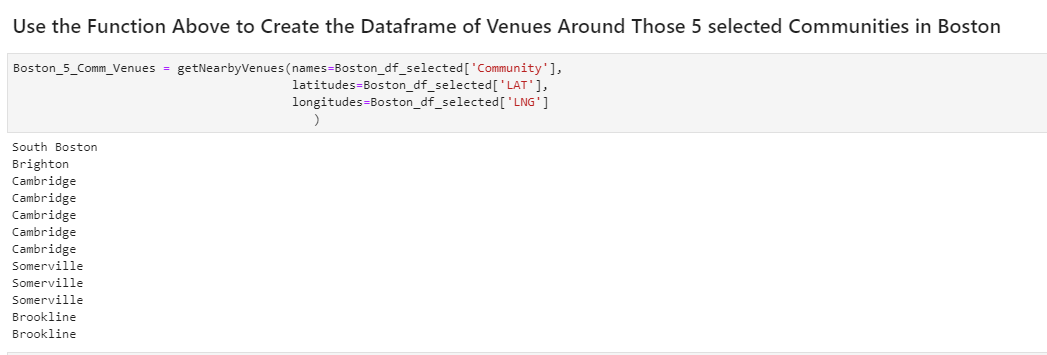 Use the Function Above to Create the Dataframe of Venues Around Those 5 selected Communities in Boston
Boston_5_Comm_Venues = getNearbyVenues(names=Boston_df_selected['Community'],
latitudes=Boston_df_selected['LAT'],
longitudes=Boston_df_selected['LNG']
)
South Boston
Brighton
Cambridge
Cambridge
Cambridge
Cambridge
Cambridge
Somerville
Somerville
Somerville
Brookline
Brookline